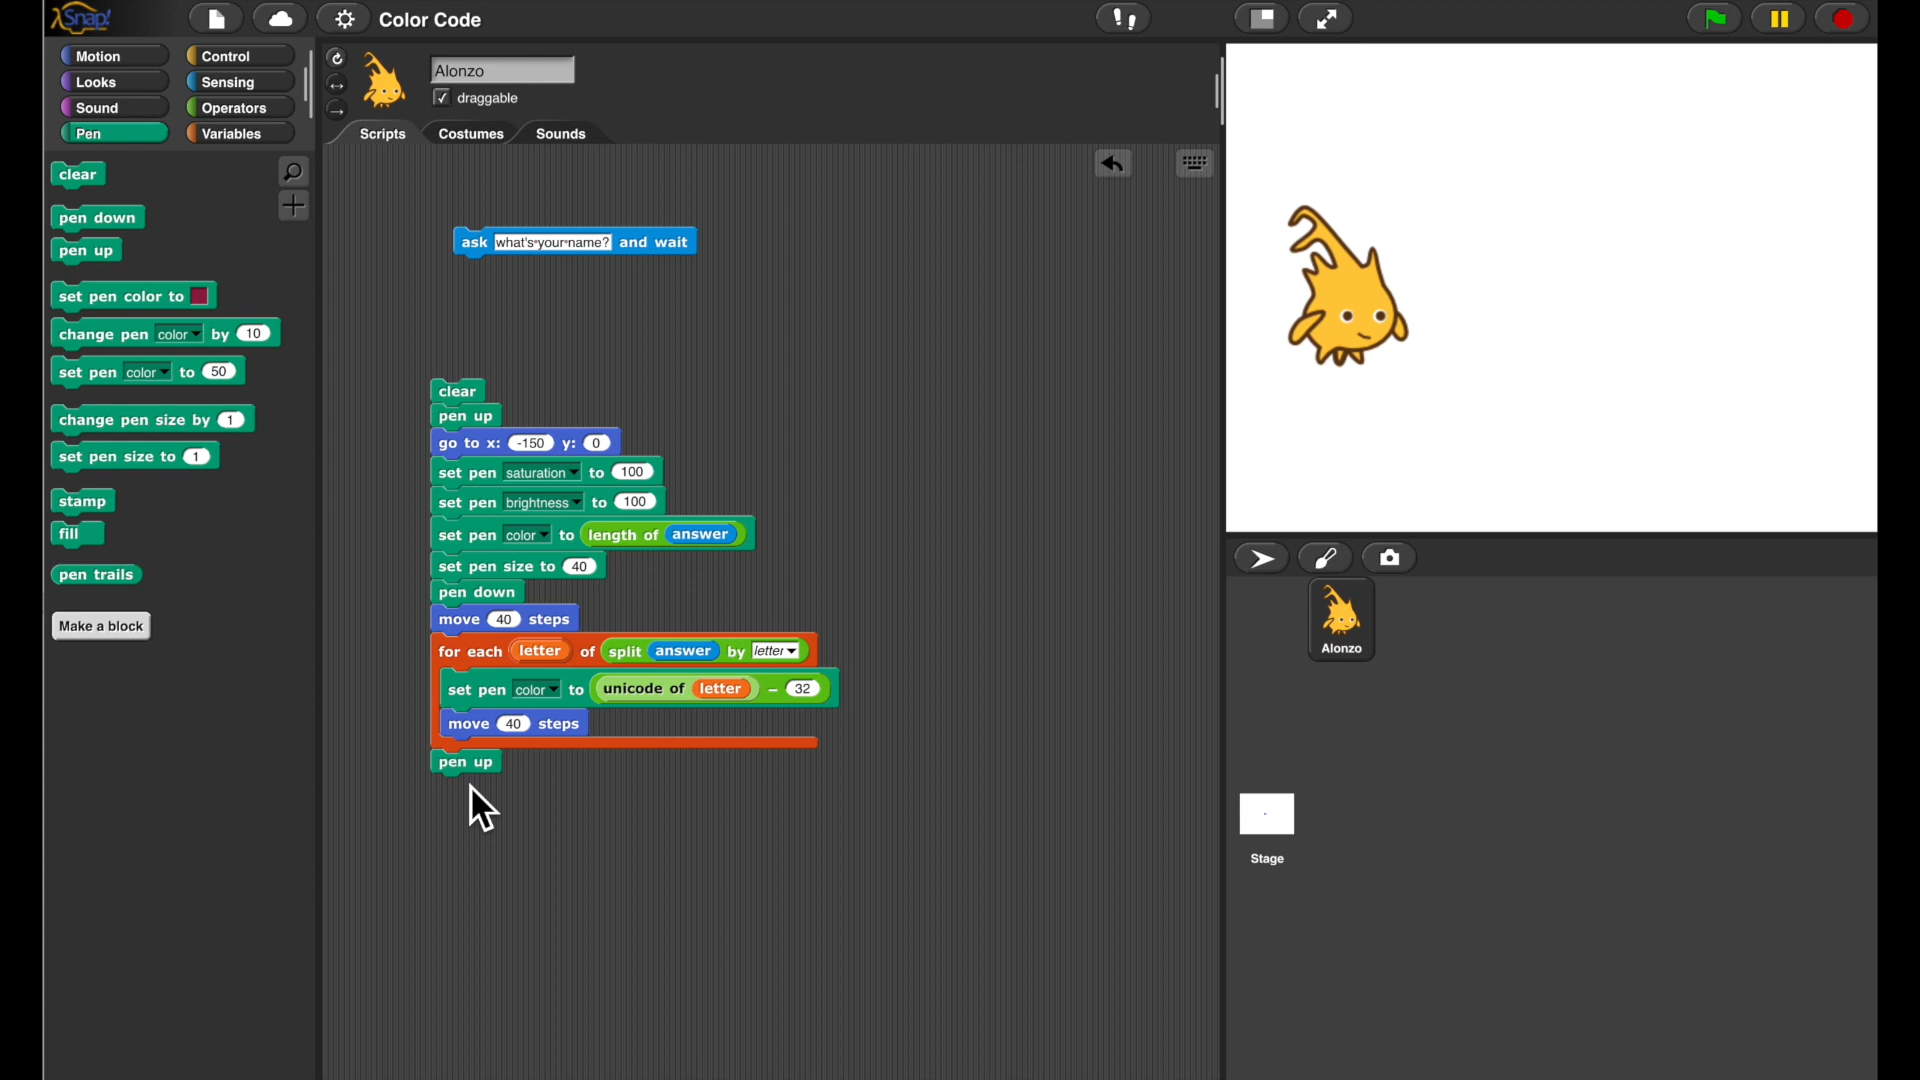 Snap!
Color Code
Motion
Control
Looks
Sensing
Sound
Operators
Pen
Variables
clear
pen down
pen up
set pen color to
change pen color by 10
set pen color to 50
change pen size by 1
set pen size to 1
stamp
fill
pen trails
Make a block
Alonzo
draggable
Scripts
Costumes
Sounds
ask what's your name? and wait
clear
pen up
go to x: -150 y: 0
set pen saturation to 100
set pen brightness to 100
set pen color to length of answer
set pen size to 40
pen down
move 40 steps
for each letter of split answer by letter
set pen color to unicode of letter – 32
move 40 steps
pen up
Alonzo
Stage